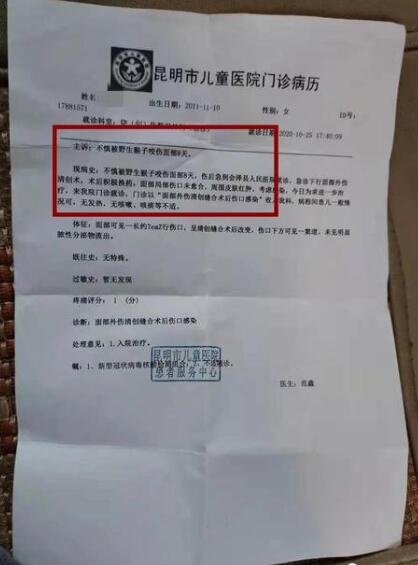 昆明市儿童医院门诊病历
姓名
出生日期:2011-11-10
性别:女
ID号:
17881571
就诊科室:
就诊日期:2020-10-25 17:40:09
主诉:不慎被野生猴子咬伤面部8天。
现病史:不慎被野生猴子咬伤面部8天,伤后急到会泽县人民医院就诊,急诊下行面部外伤
清创术,术后积极换药,面部局部伤口未愈合,周围皮肤红肿,考虑感染,今日为求进一步治
疗,来我院门诊就诊,门诊以“面部外伤清创缝合术后伤口感染”收入我科,病程间患儿一般情
况可,无发热,无咳嗽、咳痰等不适。
体征:面部可见一长约7cmZ行伤口,呈清创缝合术后改变,伤口下方可见一窦道,未见明显
脓性分泌物流出。
既往史:无特殊。
过敏史:暂无发现
疼痛评分:1 (分)
诊断:面部外伤清创缝合术后伤口感染
处理意见:1.入院治疗。
嘱:1、新型冠状病毒核酸检测组合;2、不适随诊。
昆明市儿童医院
患者服务中心
医生:范鑫